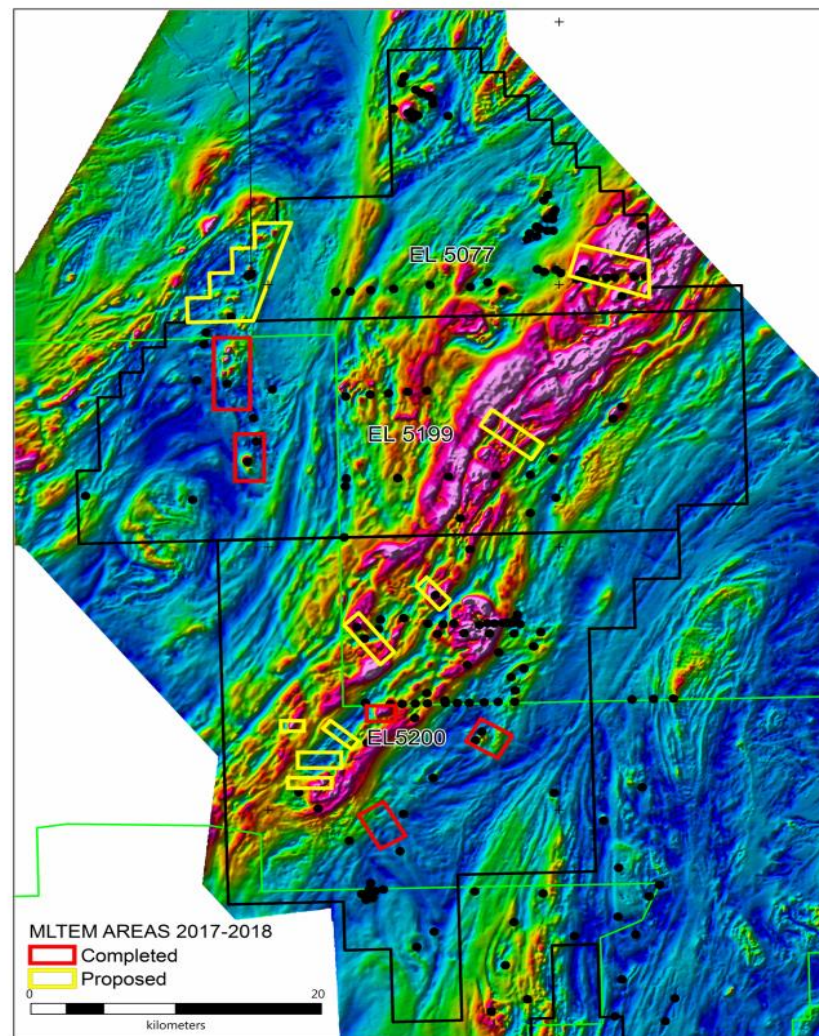 EL 5077
EL 5199
EL5200
MLTEM AREAS 2017-2018
Completed
Proposed
0 20
kilometers